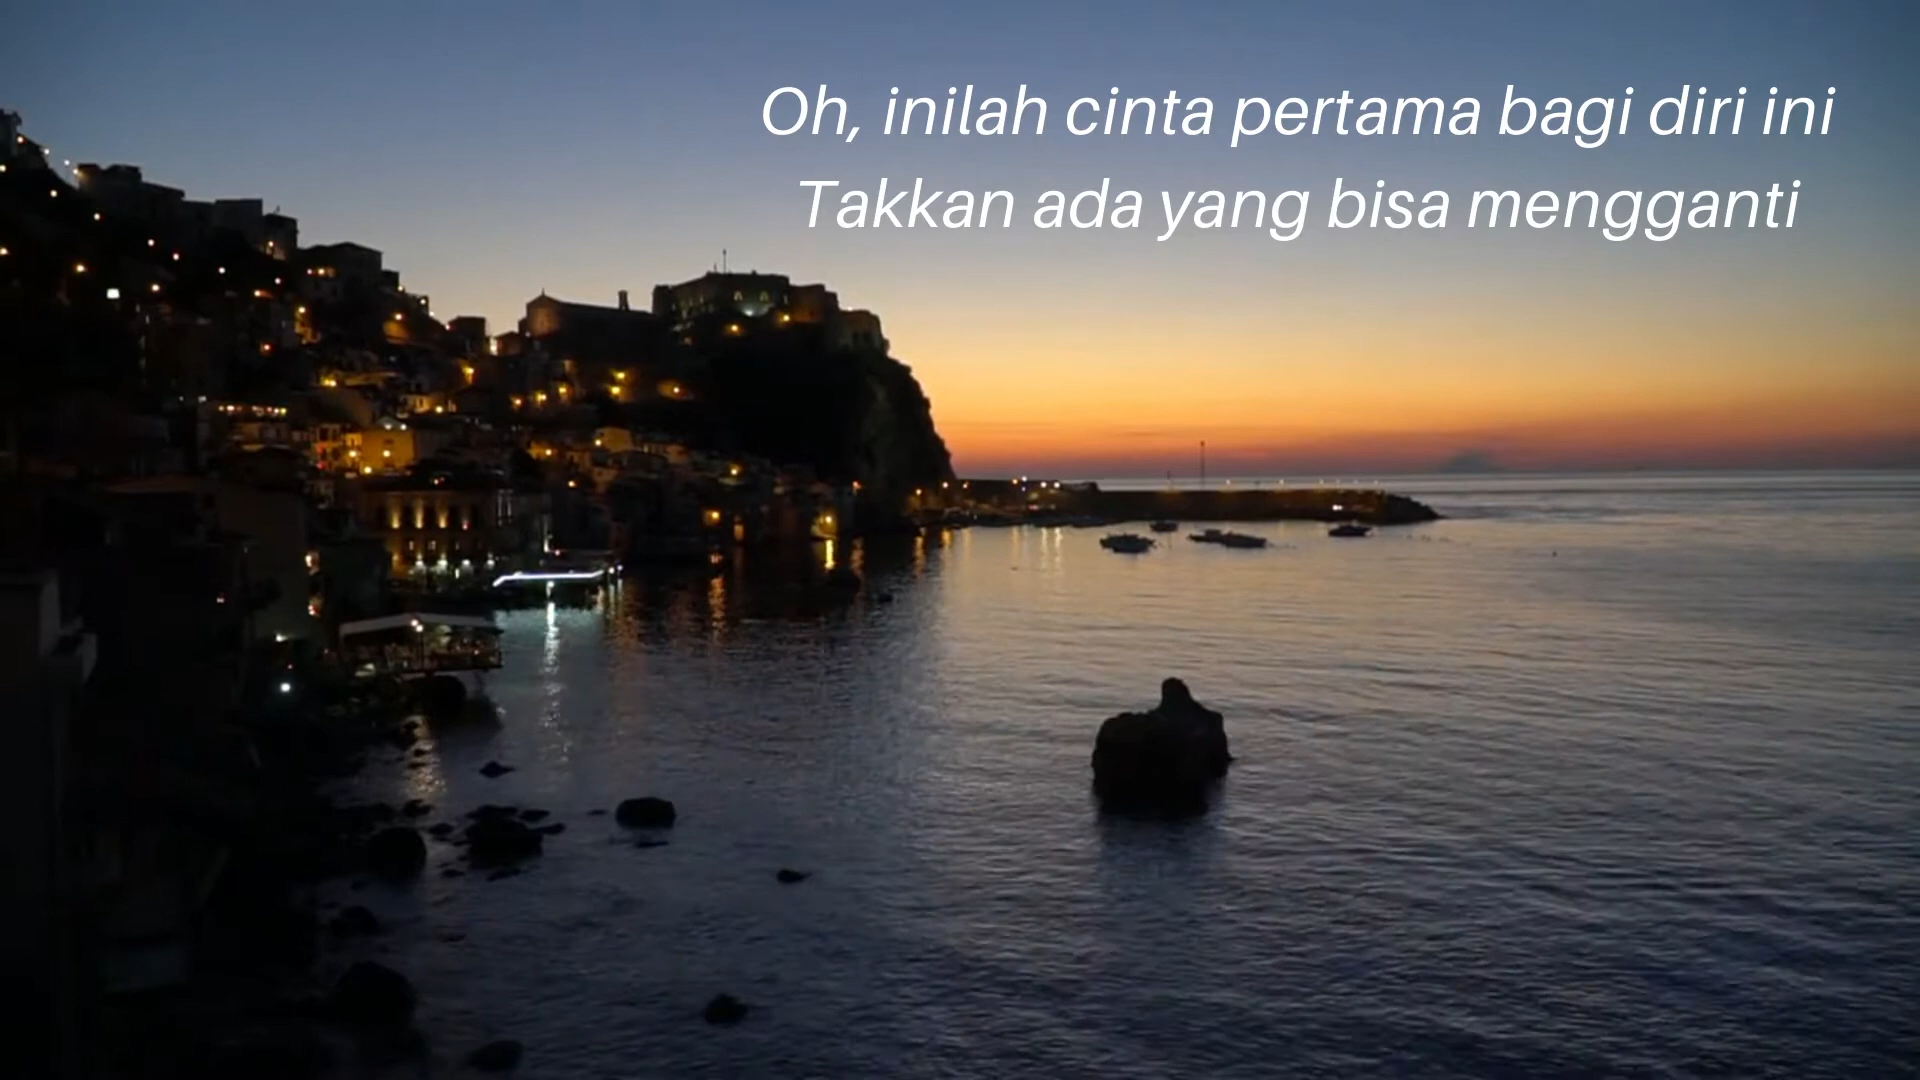 Oh, inilah cinta pertama bagi diri ini
Takkan ada yang bisa mengganti